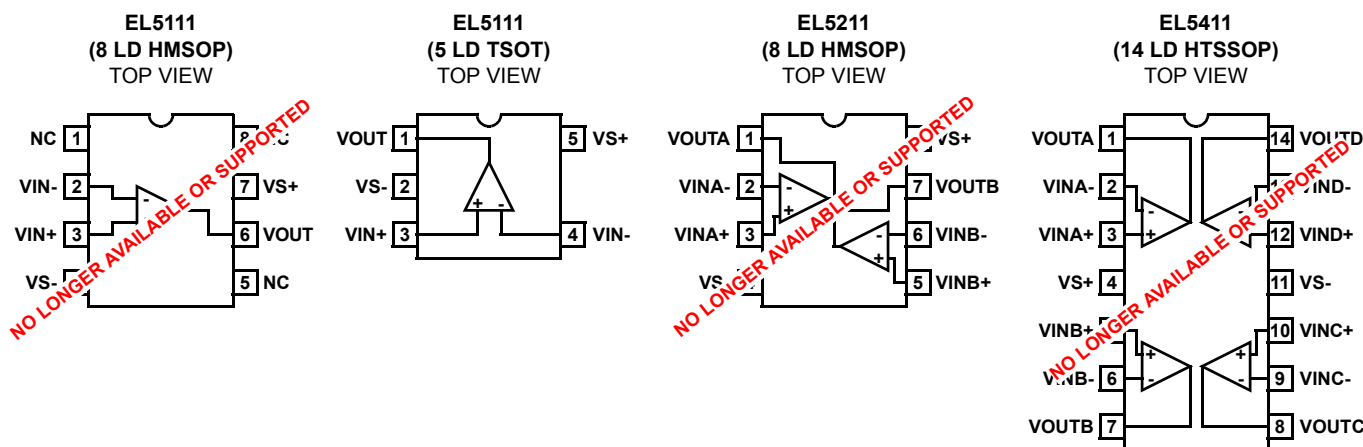 EL5111
(8 LD HMSOP)
TOP VIEW
NC 1
VIN- 2
VIN+ 3
VS-
7 VS+
6 VOUT
5 NC
-
NO LONGER AVAILABLE OR SUPPORTED
EL5111
(5 LD TSOT)
TOP VIEW
VOUT 1
VS- 2
VIN+ 3
5 VS+
4 VIN-
+ -
EL5211
(8 LD HMSOP)
TOP VIEW
VOUTA 1
VINA- 2
VINA+ 3
VS
VS+
7 VOUTB
6 VINB-
5 VINB+
-
+
-
+
NO LONGER AVAILABLE OR SUPPORTED
EL5411
(14 LD HTSSOP)
TOP VIEW
VOUTA 1
VINA- 2
VINA+ 3
VS+ 4
VINB+
VINB- 6
VOUTB 7
14 VOUTD
VIND-
12 VIND+
11 VS-
10 VINC+
9 VINC-
8 VOUTC
-
+
-
+
-
+
-
NO LONGER AVAILABLE OR SUPPORTED